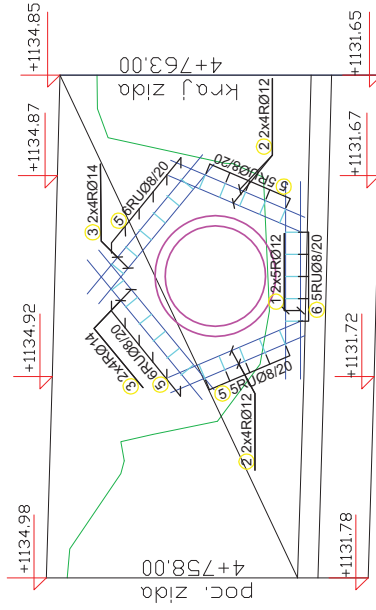 +1134.98
+1134.92
+1134.87
+1134.85
poc. zida
4+758.00
kraj zida
4+763.00
3 2x4RØ14
5 6RUØ8/20
3 2x4RØ14
5 6RUØ8/20
2 2x4RØ12
5 5RUØ8/20
2 2x4RØ12
5 5RUØ8/20
1 2x5RØ12
6 5RUØ8/20
+1131.78
+1131.72
+1131.67
+1131.65